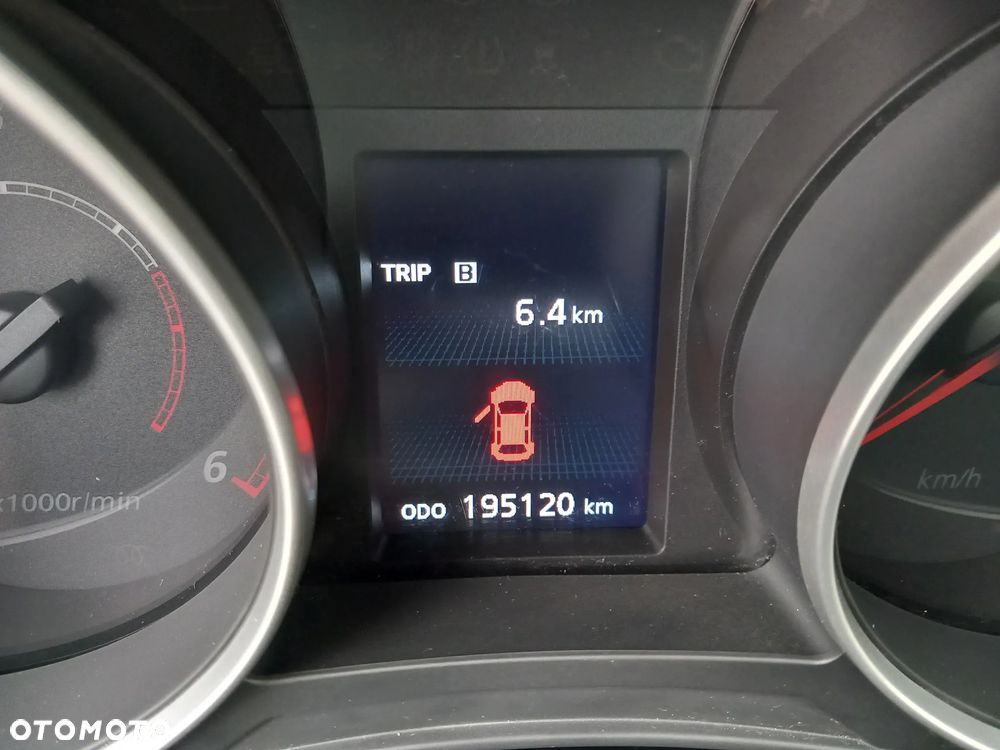 TRIP B
6.4 km
6
x1000r/min
km/h
ODO 195120 km
OTOMOTO